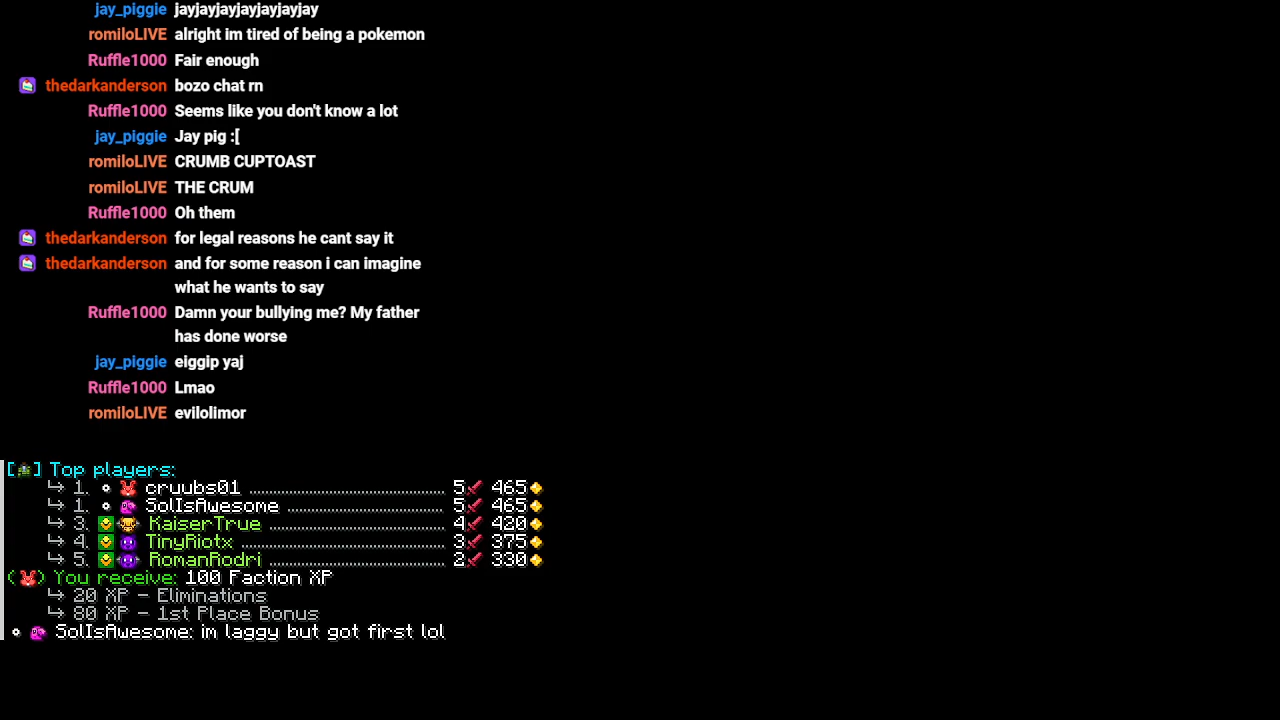 jay_piggie jayjayjayjayjayjayjay
romiloLIVE alright im tired of being a pokemon
Ruffle1000 Fair enough
thedarkanderson bozo chat rn
Ruffle1000 Seems like you don't know a lot
jay_piggie Jay pig :[
romiloLIVE CRUMB CUPTOAST
romiloLIVE THE CRUM
Ruffle1000 Oh them
thedarkanderson for legal reasons he cant say it
thedarkanderson and for some reason i can imagine
what he wants to say
Ruffle1000 Damn your bullying me? My father
has done worse
jay_piggie eiggip yaj
Ruffle1000 Lmao
romiloLIVE evilolimor
[] Top players:
↪ 1. cruubs01 ........................ 5 465
↪ 1. SolIsAwesome ........................ 5 465
↪ 3. KaiserTrue ........................ 4 420
↪ 4. TinyRiotx ........................ 3 375
↪ 5. RomanRodri ........................ 2 330
() You receive: 100 Faction XP
↪ 20 XP - Eliminations
↪ 80 XP - 1st Place Bonus
SolIsAwesome: im laggy but got first lol